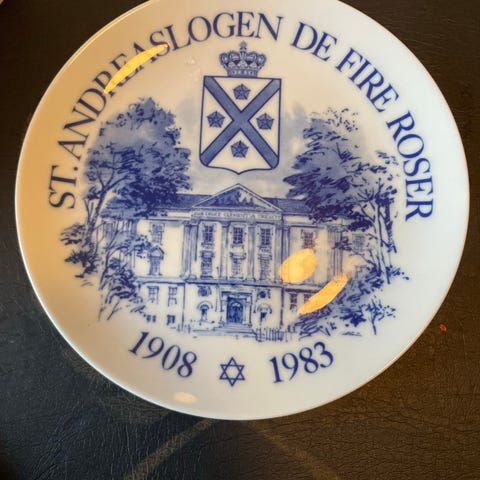 ST. ANDREASLOGEN DE FIRE ROSER
1908 ✡ 1983